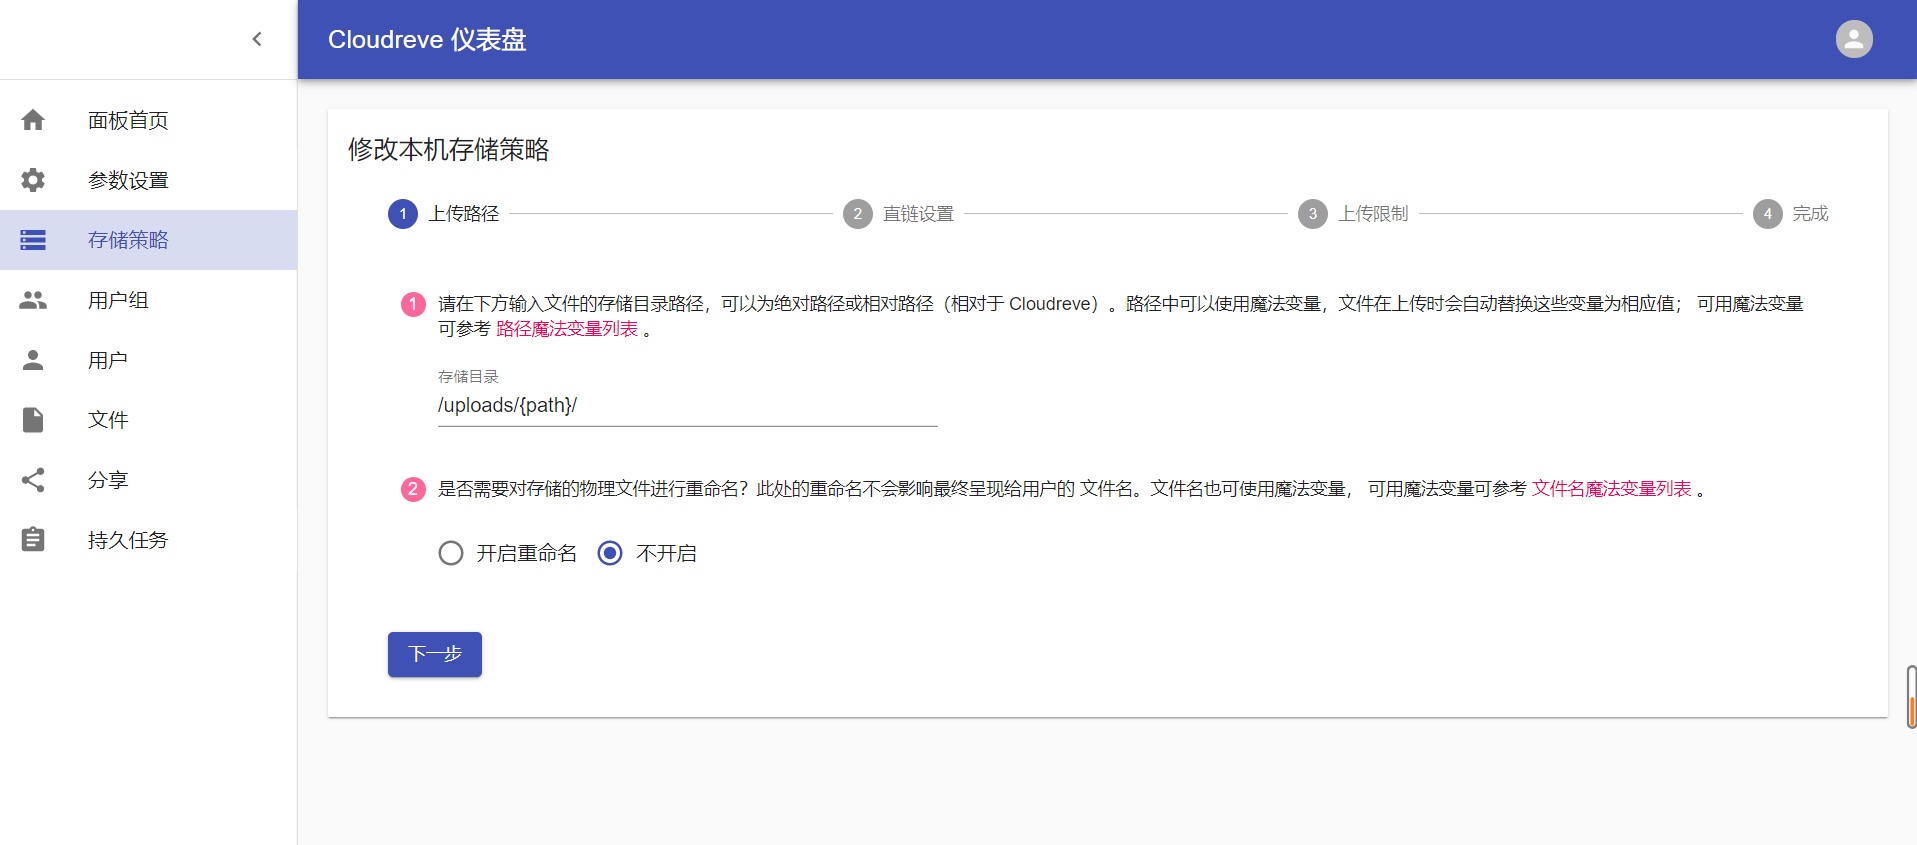 Cloudreve 仪表盘
面板首页
参数设置
存储策略
用户组
用户
文件
分享
持久任务
修改本机存储策略
1 上传路径 2 直链设置 3 上传限制 4 完成
1 请在下方输入文件的存储目录路径，可以为绝对路径或相对路径（相对于 Cloudreve）。路径中可以使用魔法变量，文件在上传时会自动替换这些变量为相应值； 可用魔法变量
可参考 路径魔法变量列表 。
存储目录
/uploads/{path}/
2 是否需要对存储的物理文件进行重命名？此处的重命名不会影响最终呈现给用户的 文件名。文件名也可使用魔法变量， 可用魔法变量可参考 文件名魔法变量列表 。
开启重命名 不开启
下一步